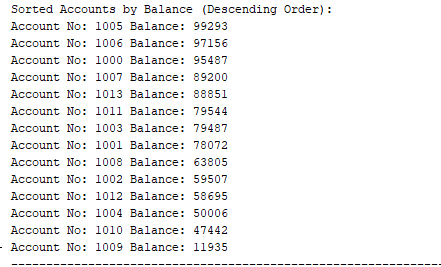 Sorted Accounts by Balance (Descending Order):
Account No: 1005 Balance: 99293
Account No: 1006 Balance: 97156
Account No: 1000 Balance: 95487
Account No: 1007 Balance: 89200
Account No: 1013 Balance: 88851
Account No: 1011 Balance: 79544
Account No: 1003 Balance: 79487
Account No: 1001 Balance: 78072
Account No: 1008 Balance: 63805
Account No: 1002 Balance: 59507
Account No: 1012 Balance: 58695
Account No: 1004 Balance: 50006
Account No: 1010 Balance: 47442
Account No: 1009 Balance: 11935
-------------------------------------------------------------